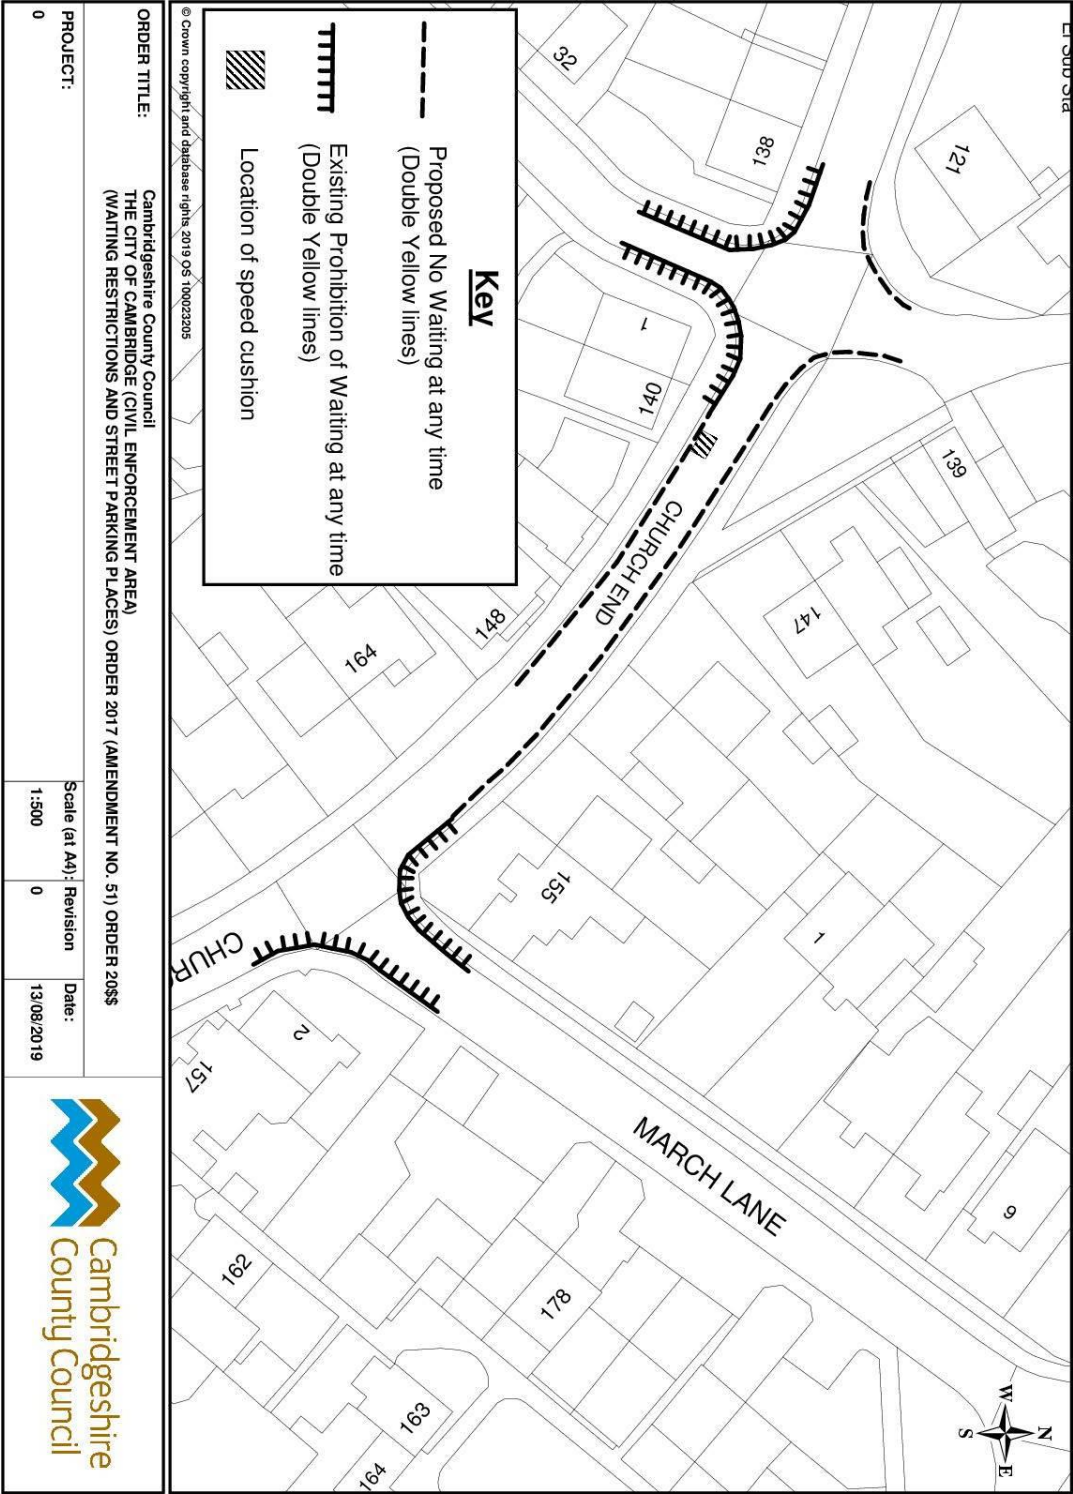 El Sub Sta
121
138
32
139
1
140
147
CHURCH END
148
164
155
1
9
MARCH LANE
2
157
162
178
163
164
N
W
E
S
Key
Proposed No Waiting at any time
(Double Yellow lines)
Existing Prohibition of Waiting at any time
(Double Yellow lines)
Location of speed cushion
© Crown copyright and database rights 2019 OS 100023205
ORDER TITLE:
Cambridgeshire County Council
THE CITY OF CAMBRIDGE (CIVIL ENFORCEMENT AREA)
(WAITING RESTRICTIONS AND STREET PARKING PLACES) ORDER 2017 (AMENDMENT NO. 51) ORDER 20$$
PROJECT:
0
Scale (at A4):
1:500
Revision
0
Date:
13/08/2019
Cambridgeshire
County Council